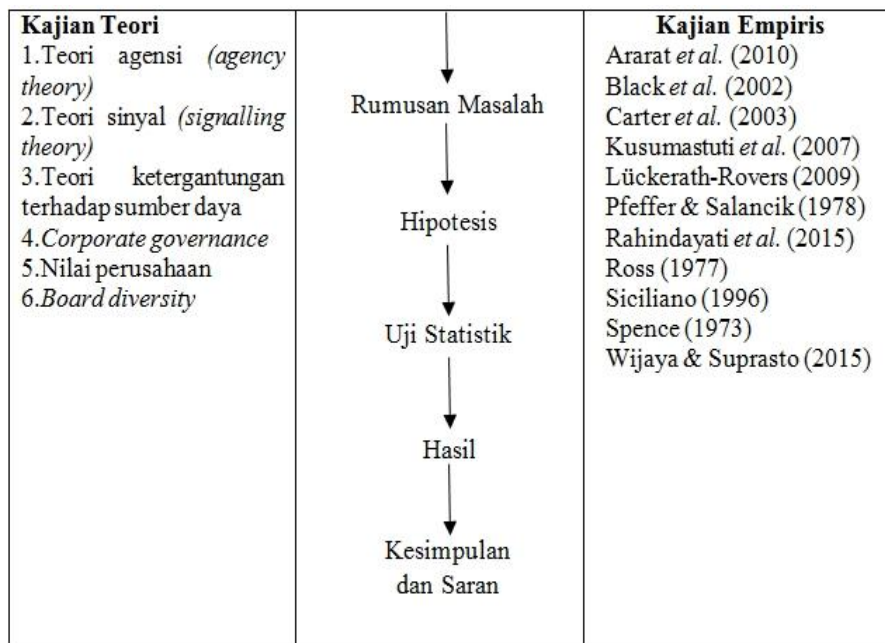 Kajian Teori
1.Teori agensi (agency
theory)
2.Teori sinyal (signalling
theory)
3.Teori ketergantungan
terhadap sumber daya
4.Corporate governance
5.Nilai perusahaan
6.Board diversity
Rumusan Masalah
Hipotesis
Uji Statistik
Hasil
Kesimpulan
dan Saran
Kajian Empiris
Ararat et al. (2010)
Black et al. (2002)
Carter et al. (2003)
Kusumastuti et al. (2007)
Lückerath-Rovers (2009)
Pfeffer & Salancik (1978)
Rahindayati et al. (2015)
Ross (1977)
Siciliano (1996)
Spence (1973)
Wijaya & Suprasto (2015)